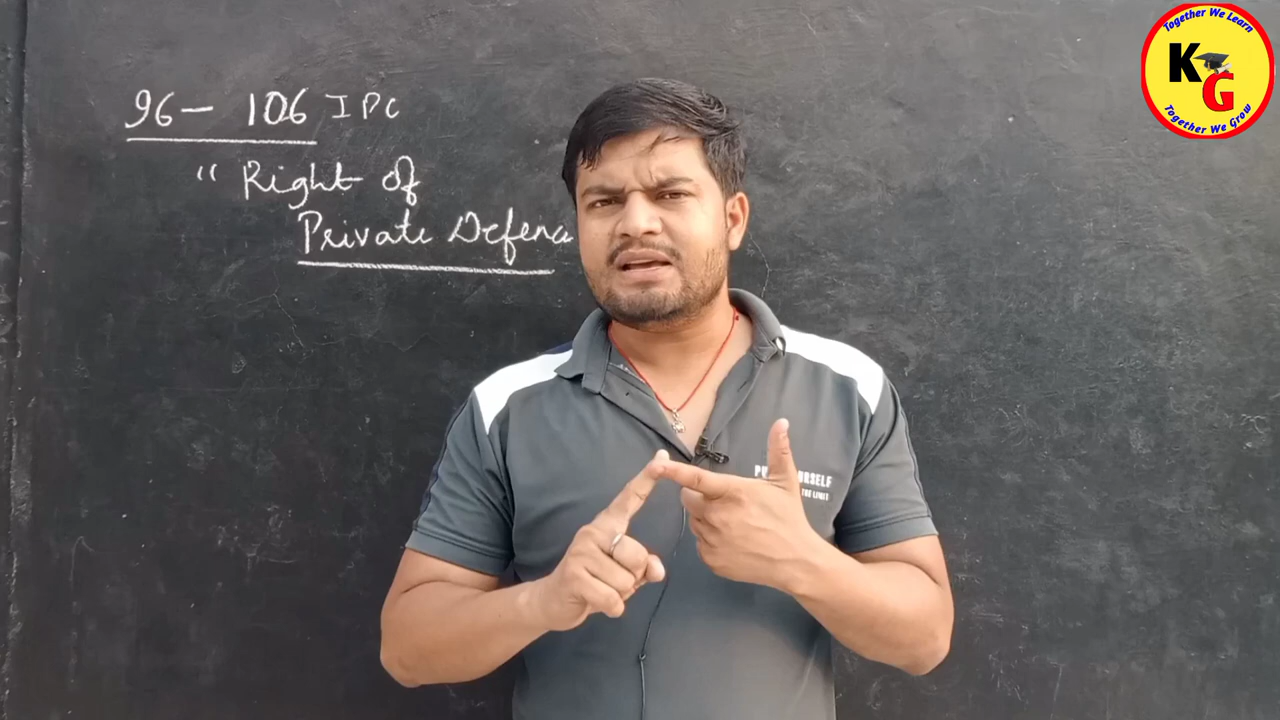 96 - 106 IPC
" Right of
Private Defenc
Together We Learn
KG
Together We Grow